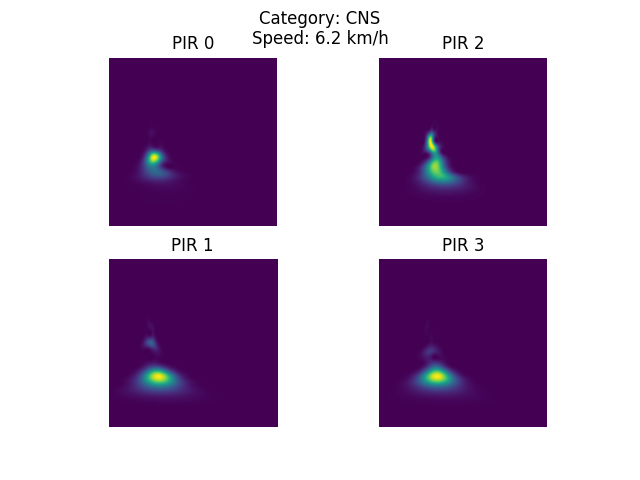 Category: CNS
Speed: 6.2 km/h
PIR 0
PIR 2
PIR 1
PIR 3